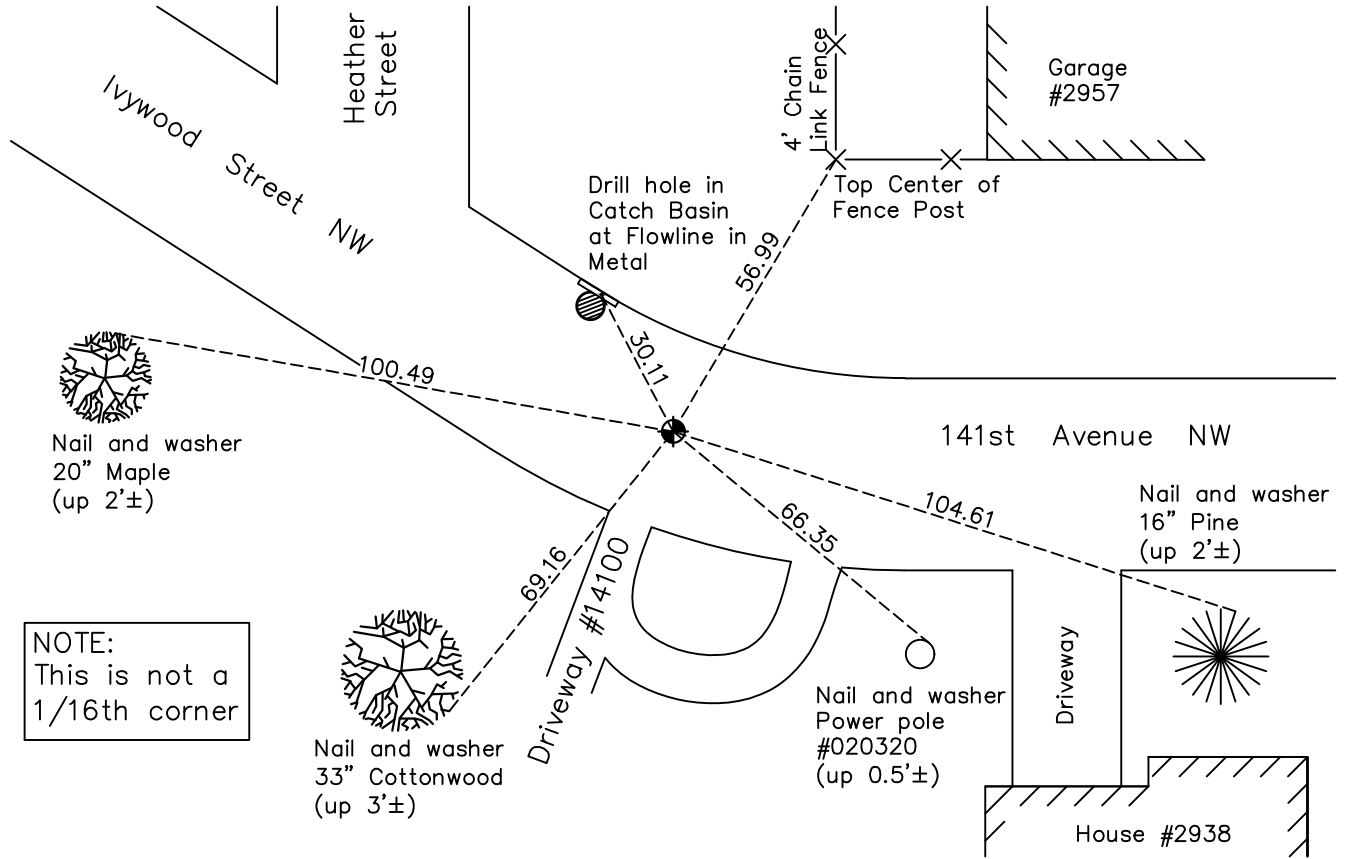 Heather
Street
Ivywood Street NW
4' Chain
Link Fence
Garage
#2957
Drill hole in
Catch Basin
at Flowline in
Metal
Top Center of
Fence Post
56.99
30.11
100.49
141st Avenue NW
Nail and washer
20" Maple
(up 2'±)
Nail and washer
16" Pine
(up 2'±)
104.61
66.35
69.16
Driveway #14100
NOTE:
This is not a
1/16th corner
Driveway
Nail and washer
Power pole
#020320
(up 0.5'±)
Nail and washer
33" Cottonwood
(up 3'±)
House #2938